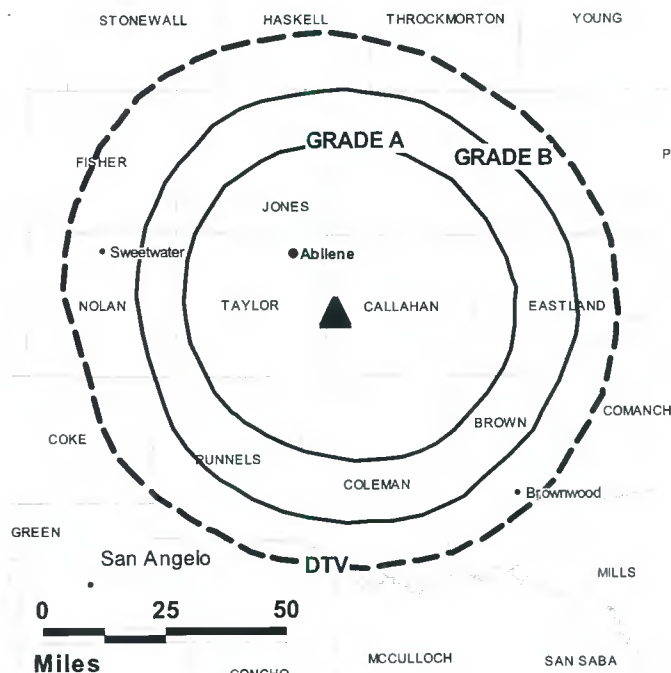 STONEWALL HASKELL THROCKMORTON YOUNG
GRADE A
GRADE B
FISHER
P
JONES
Sweetwater
Abilene
NOLAN TAYLOR CALLAHAN EASTLAND
COMANCH
BROWN
COKE
RUNNELS
COLEMAN
Brownwood
GREEN
San Angelo
DTV
MILLS
0 25 50
Miles
CONCHO
MCCULLOCH
SAN SABA